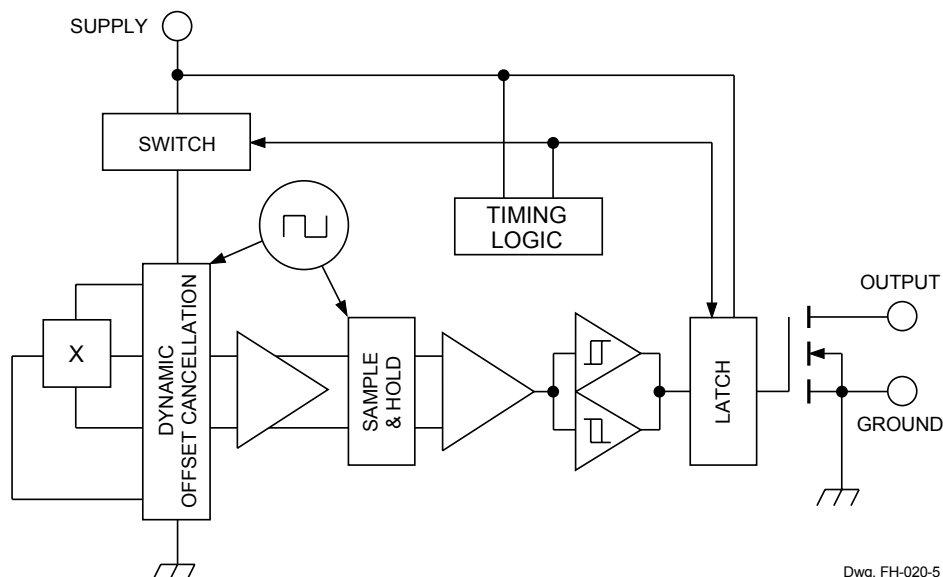 SUPPLY
SWITCH
TIMING
LOGIC
DYNAMIC
OFFSET CANCELLATION
X
SAMPLE
& HOLD
LATCH
OUTPUT
GROUND
Dwg. FH-020-5